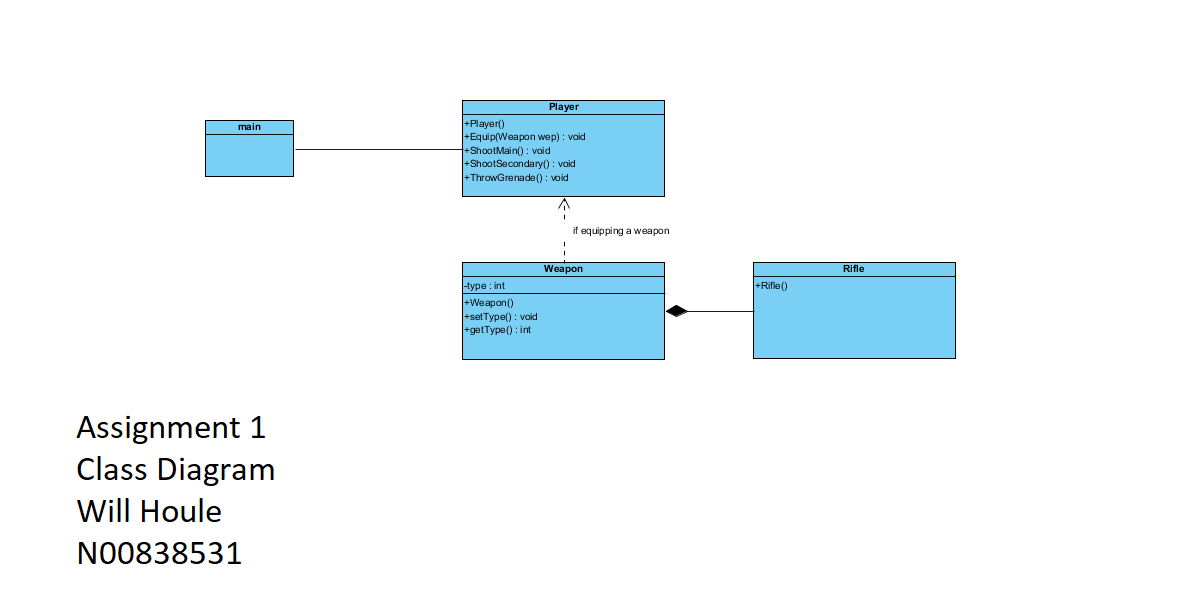 main
Player
+Player()
+Equip(Weapon wep) : void
+ShootMain() : void
+ShootSecondary() : void
+ThrowGrenade() : void
if equipping a weapon
Weapon
-type : int
+Weapon()
+setType() : void
+getType() : int
Rifle
+Rifle()
Assignment 1
Class Diagram
Will Houle
N00838531